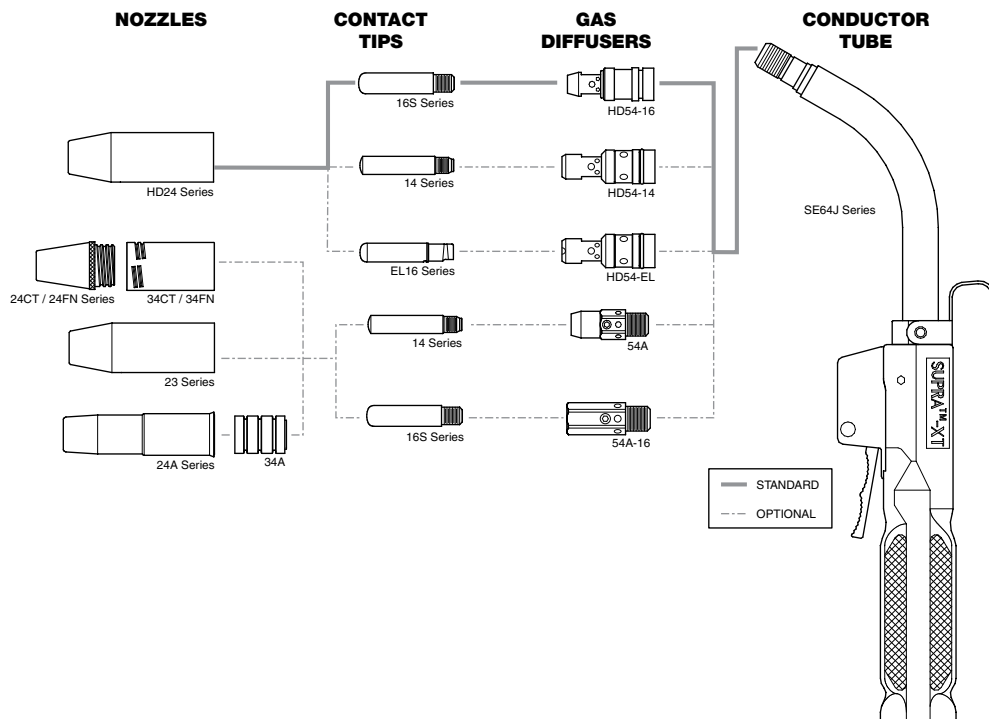 NOZZLES
CONTACT
TIPS
GAS
DIFFUSERS
CONDUCTOR
TUBE
16S Series
HD54-16
HD24 Series
14 Series
HD54-14
SE64J Series
EL16 Series
HD54-EL
24CT / 24FN Series
34CT / 34FN
14 Series
54A
23 Series
16S Series
54A-16
24A Series
34A
SUPRA™-XT
STANDARD
OPTIONAL